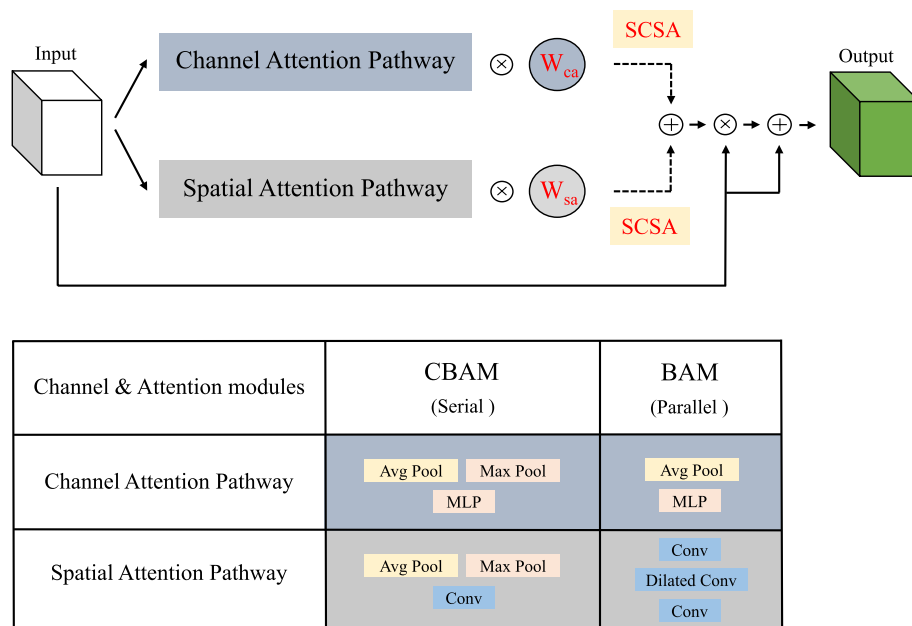 Input
Channel Attention Pathway
W_ca
SCSA
Output
Spatial Attention Pathway
W_sa
SCSA
Channel & Attention modules
CBAM
(Serial )
BAM
(Parallel )
Channel Attention Pathway
Avg Pool
Max Pool
MLP
Avg Pool
MLP
Spatial Attention Pathway
Avg Pool
Max Pool
Conv
Conv
Dilated Conv
Conv